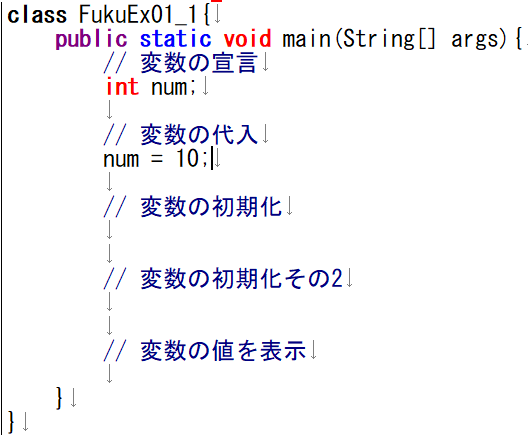 class FukuEx01_1{↓
public static void main(String[] args){↓
// 変数の宣言↓
int num;↓
↓
// 変数の代入↓
num = 10;↓
↓
// 変数の初期化↓
↓
↓
// 変数の初期化その2↓
↓
↓
// 変数の値を表示↓
↓
}↓
}↓